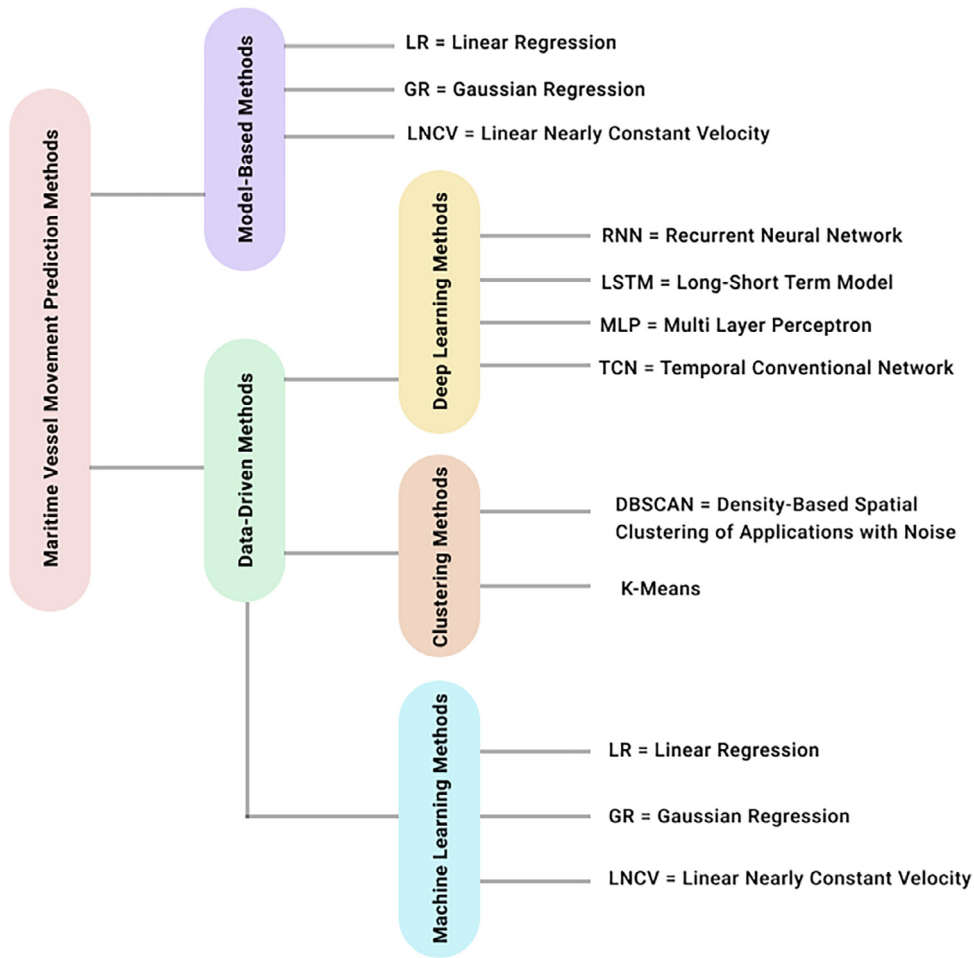 Maritime Vessel Movement Prediction Methods
Model-Based Methods
LR = Linear Regression
GR = Gaussian Regression
LNCV = Linear Nearly Constant Velocity
Data-Driven Methods
Deep Learning Methods
RNN = Recurrent Neural Network
LSTM = Long-Short Term Model
MLP = Multi Layer Perceptron
TCN = Temporal Conventional Network
Clustering Methods
DBSCAN = Density-Based Spatial
Clustering of Applications with Noise
K-Means
Machine Learning Methods
LR = Linear Regression
GR = Gaussian Regression
LNCV = Linear Nearly Constant Velocity